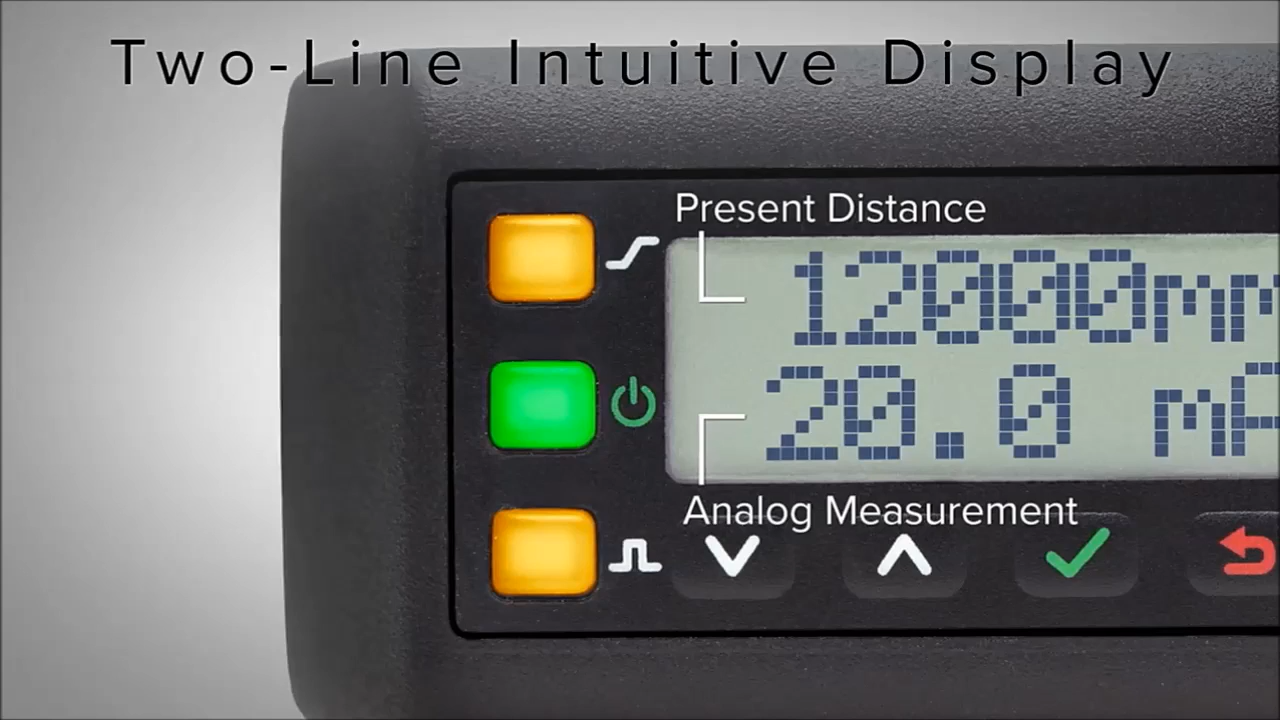 Two-Line Intuitive Display
Present Distance
12000mm
20.0 mA
Analog Measurement